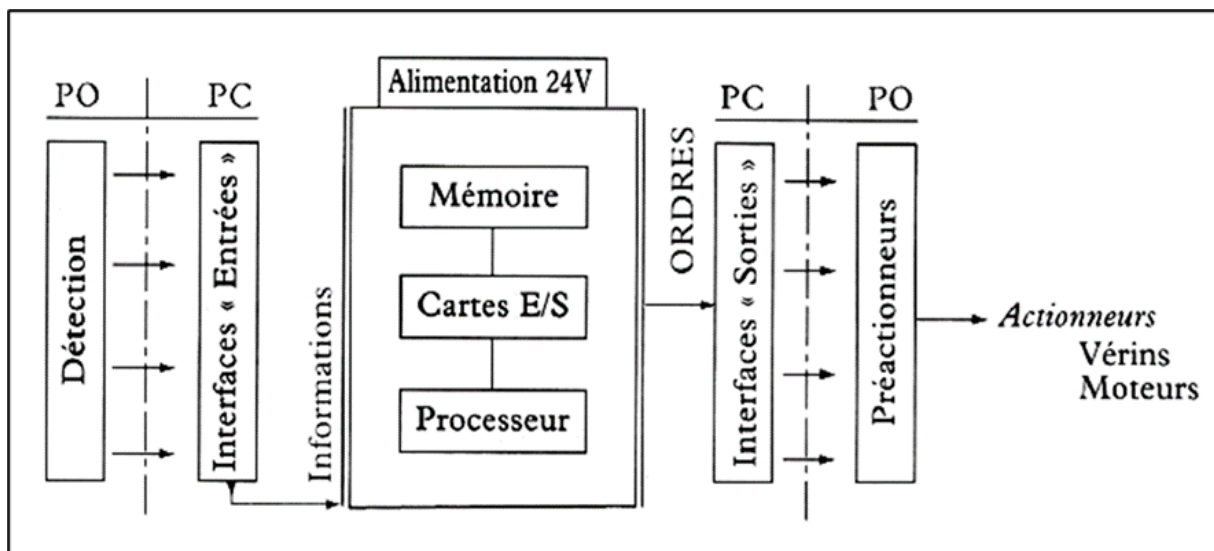 PO
PC
Détection
Interfaces « Entrées »
Informations
Alimentation 24V
Mémoire
Cartes E/S
Processeur
ORDRES
PC
PO
Interfaces « Sorties »
Préactionneurs
Actionneurs
Vérins
Moteurs